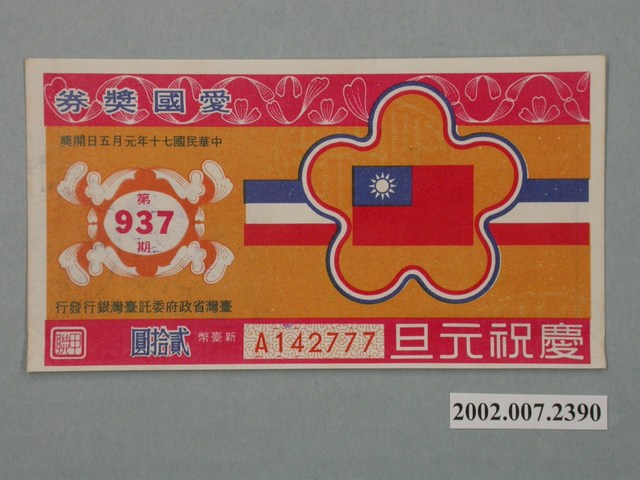 愛國獎券
中華民國七十年元月五日開獎
第
937
期
臺灣省政府委託臺灣銀行發行
慶祝元旦
A142777
新臺幣
貳拾圓
甲聯
2002.007.2390